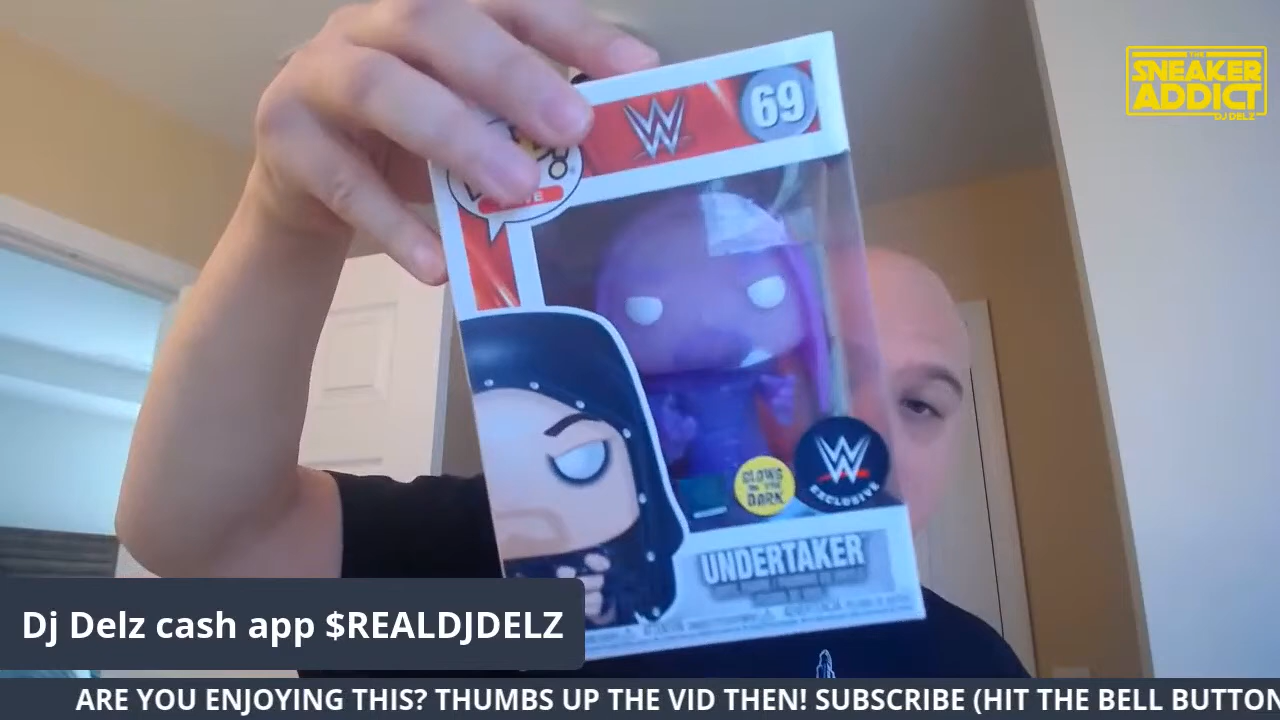 THE
SNEAKER
ADDICT
DJ DELZ
W
69
GLOWS
IN THE
DARK
W
EXCLUSIVE
UNDERTAKER
Dj Delz cash app $REALDJDELZ
ARE YOU ENJOYING THIS? THUMBS UP THE VID THEN! SUBSCRIBE (HIT THE BELL BUTTON